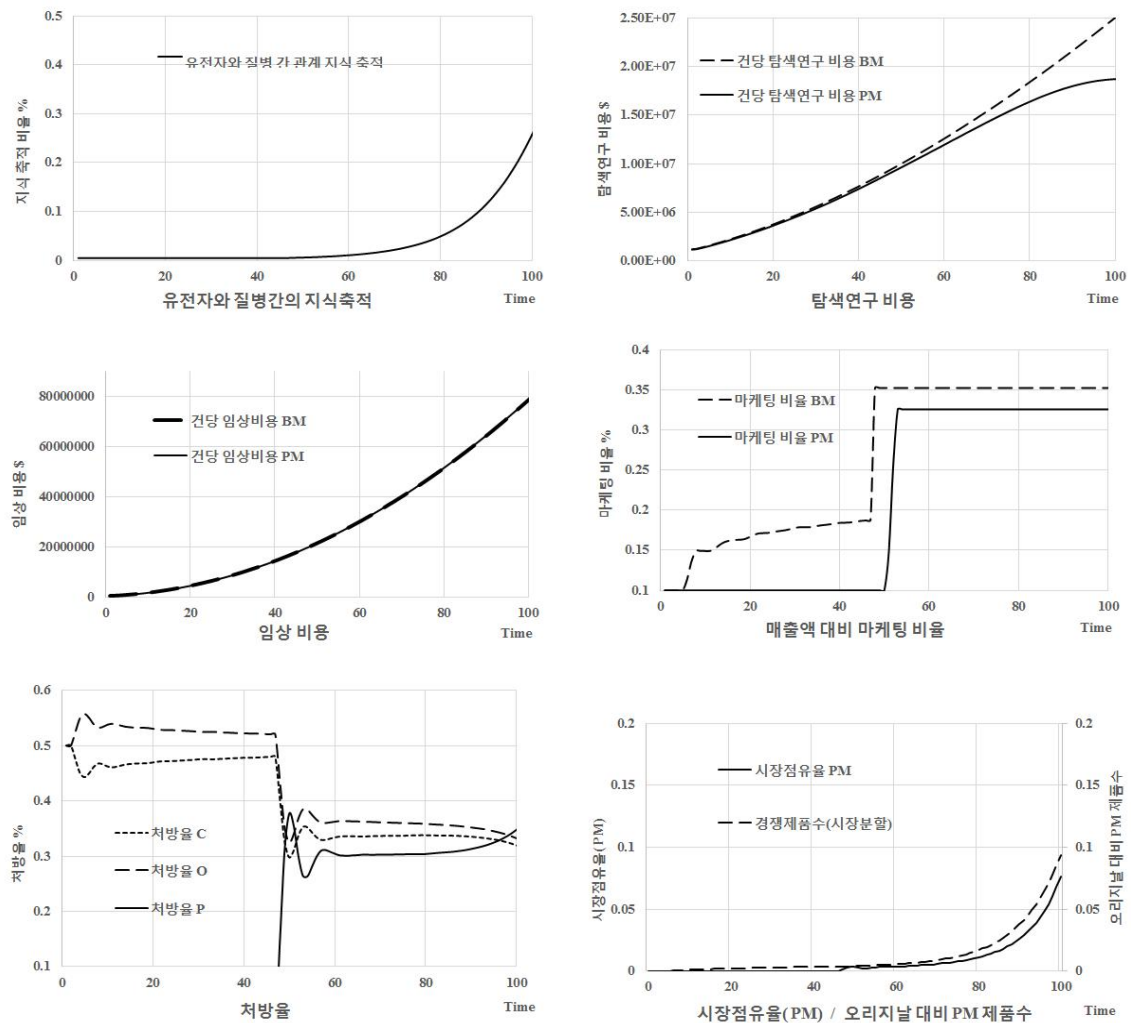 0.5
0.4
0.3
0.2
0.1
0
지식 축적 비율 %
유전자와 질병 간 관계 지식 축적
0 20 40 60 80 100
유전자와 질병간의 지식축적
Time
2.50E+07
2.00E+07
1.50E+07
1.00E+07
5.00E+06
0.00E+00
탐색연구 비용 $
건당 탐색연구 비용 BM
건당 탐색연구 비용 PM
0 20 40 60 80 100
탐색연구 비용
Time
80000000
60000000
40000000
20000000
0
임상 비용 $
건당 임상비용 BM
건당 임상비용 PM
0 20 40 60 80 100
임상 비용
Time
0.4
0.35
0.3
0.25
0.2
0.15
0.1
마케팅 비율 %
마케팅 비율 BM
마케팅 비율 PM
0 20 40 60 80 100
매출액 대비 마케팅 비율
Time
0.6
0.5
0.4
0.3
0.2
0.1
처방율 %
처방율 C
처방율 O
처방율 P
0 20 40 60 80 100
처방율
Time
0.2
0.15
0.1
0.05
0
시장점유율( PM)
시장점유율 PM
경쟁제품수(시장분할)
0.2
0.15
0.1
0.05
0
오리지날 대비 PM 제품수
0 20 40 60 80 100
시장점유율( PM) / 오리지날 대비 PM 제품수
Time